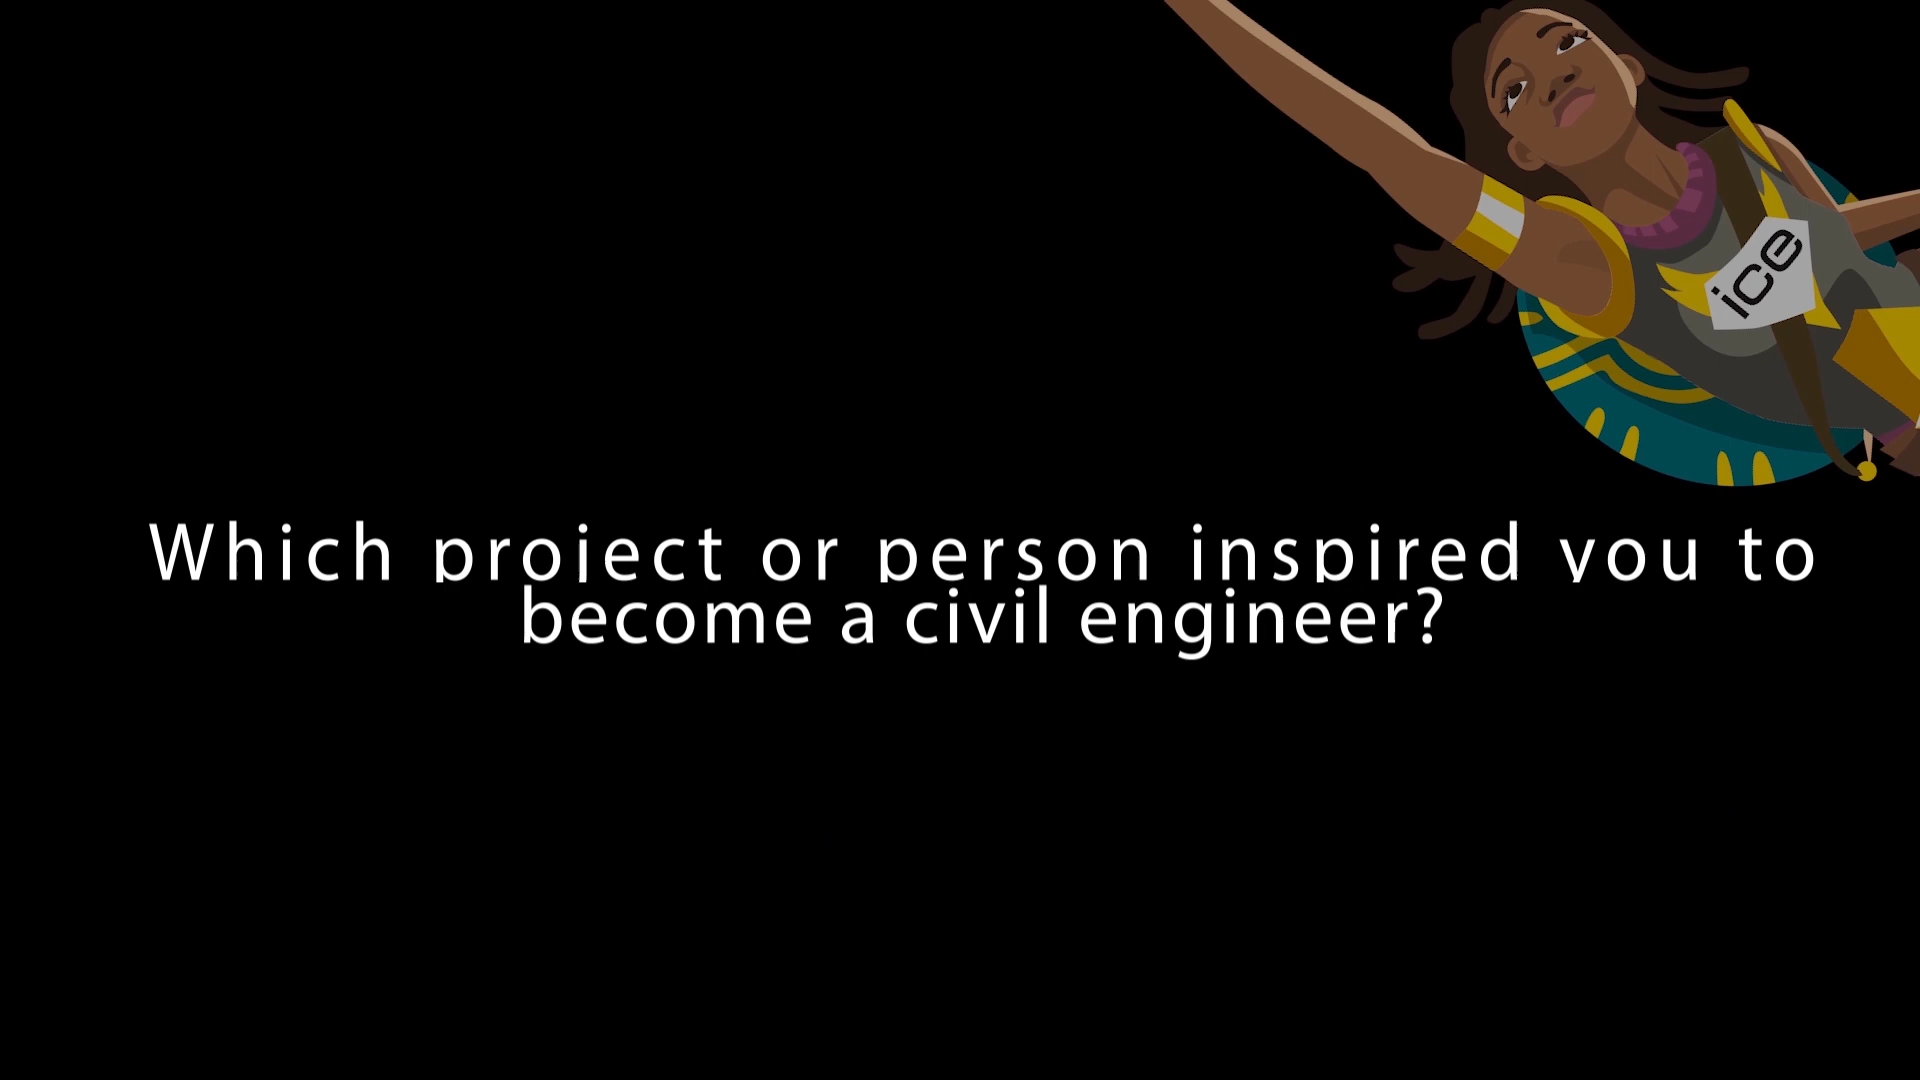 ice
Which project or person inspired you to
become a civil engineer?